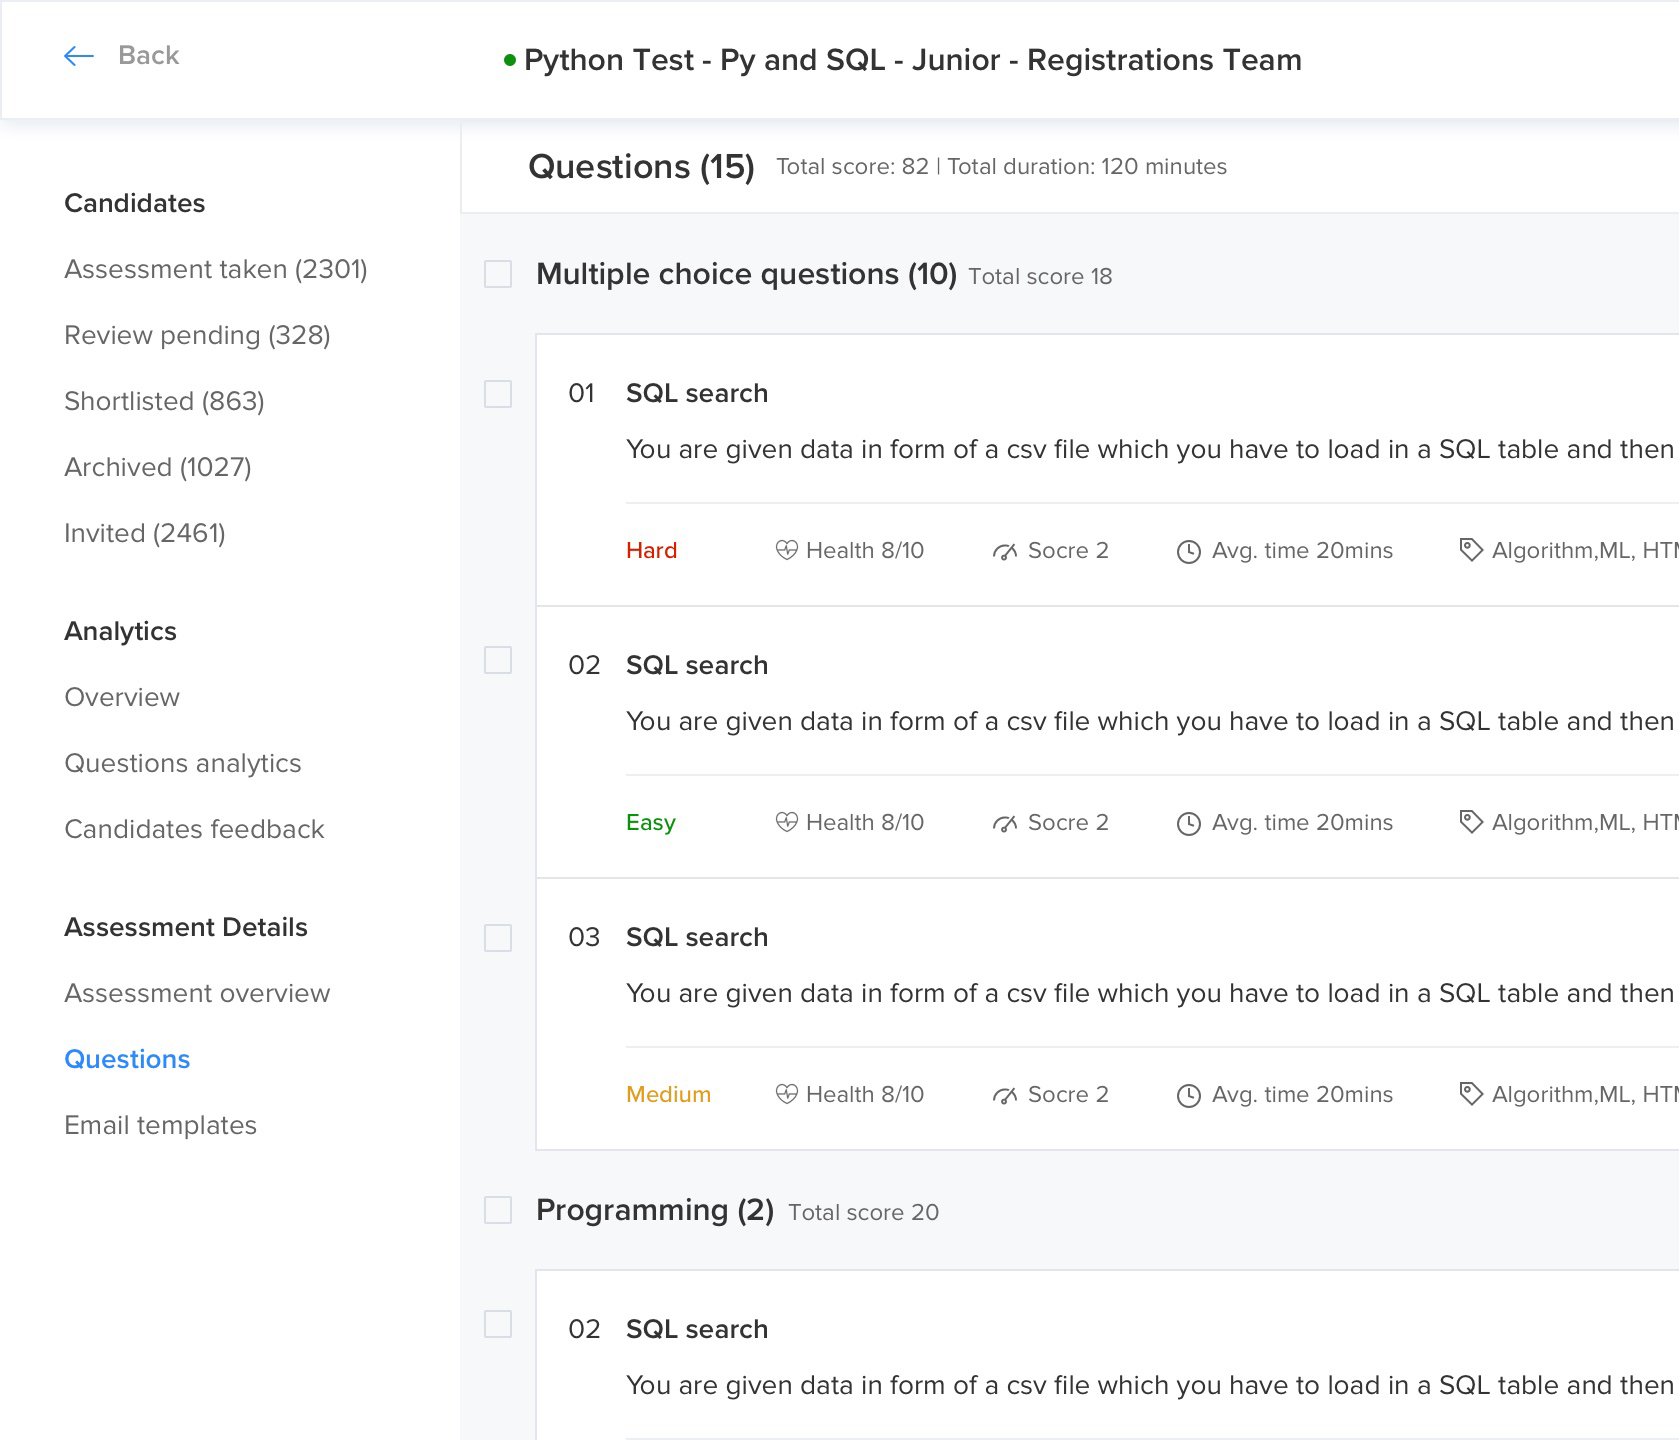 Back
Python Test - Py and SQL - Junior - Registrations Team
Candidates
Assessment taken (2301)
Review pending (328)
Shortlisted (863)
Archived (1027)
Invited (2461)
Analytics
Overview
Questions analytics
Candidates feedback
Assessment Details
Assessment overview
Questions
Email templates
Questions (15) Total score: 82 | Total duration: 120 minutes
Multiple choice questions (10) Total score 18
01 SQL search
You are given data in form of a csv file which you have to load in a SQL table and then
Hard Health 8/10 Socre 2 Avg. time 20mins Algorithm,ML,
02 SQL search
You are given data in form of a csv file which you have to load in a SQL table and then
Easy Health 8/10 Socre 2 Avg. time 20mins Algorithm,ML,
03 SQL search
You are given data in form of a csv file which you have to load in a SQL table and then
Medium Health 8/10 Socre 2 Avg. time 20mins Algorithm,ML,
Programming (2) Total score 20
02 SQL search
You are given data in form of a csv file which you have to load in a SQL table and then